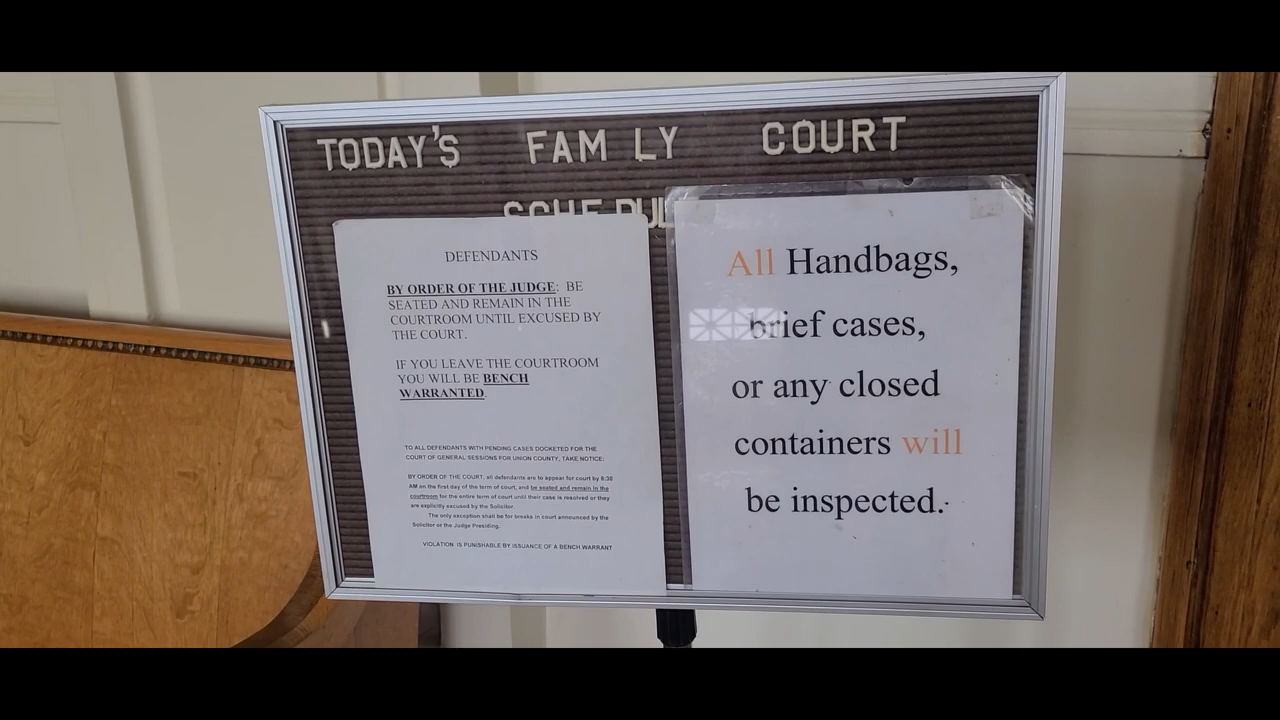 TODAY'S FAM LY COURT
SCHEDUL
DEFENDANTS
BY ORDER OF THE JUDGE: BE
SEATED AND REMAIN IN THE
COURTROOM UNTIL EXCUSED BY
THE COURT.
IF YOU LEAVE THE COURTROOM
YOU WILL BE BENCH
WARRANTED.
TO ALL DEFENDANTS WITH PENDING CASES DOCKETED FOR THE
COURT OF GENERAL SESSIONS FOR UNION COUNTY, TAKE NOTICE:
BY ORDER OF THE COURT, all defendants are to appear for court by 8:30
AM on the first day of the term of court, and be seated and remain in the
courtroom for the entire term of court until their case is resolved or they
are explicitly excused by the Solicitor.
The only exception shall be for breaks in court announced by the
Solicitor or the Judge Presiding.
VIOLATION IS PUNISHABLE BY ISSUANCE OF A BENCH WARRANT
All Handbags,
brief cases,
or any closed
containers will
be inspected.